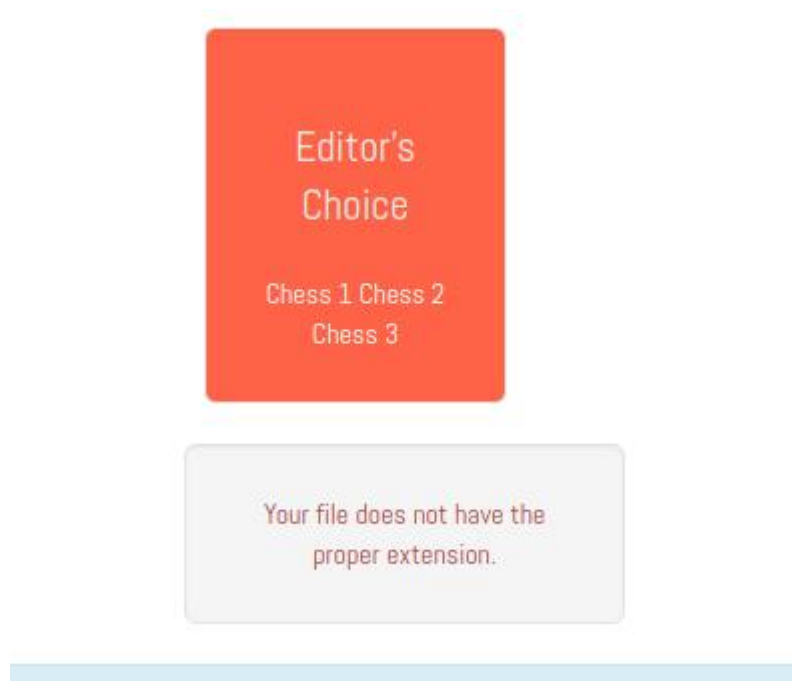 Editor's
Choice
Chess 1 Chess 2
Chess 3
Your file does not have the
proper extension.